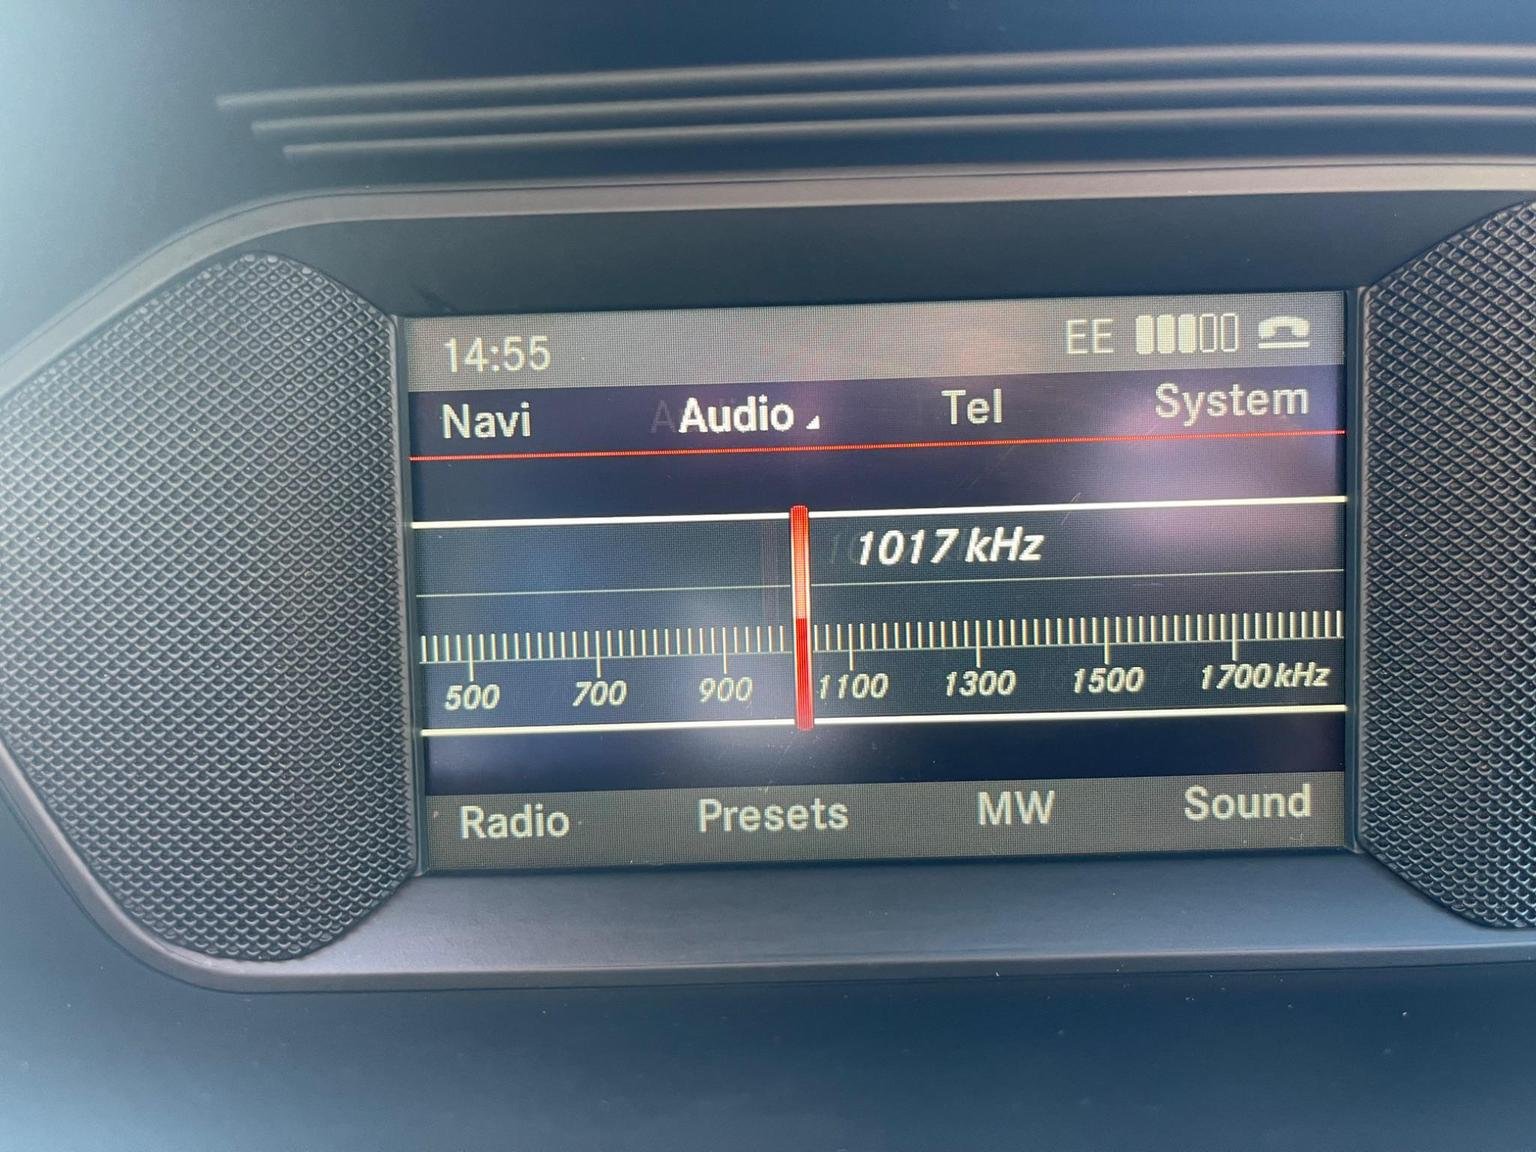 14:55 EE
Navi Audio Tel System
1017 kHz
500 700 900 1100 1300 1500 1700 kHz
Radio Presets MW Sound